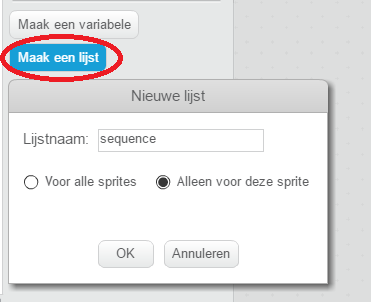 Maak een variabele
Maak een lijst
Nieuwe lijst
Lijstnaam: sequence
Voor alle sprites Alleen voor deze sprite
OK Annuleren